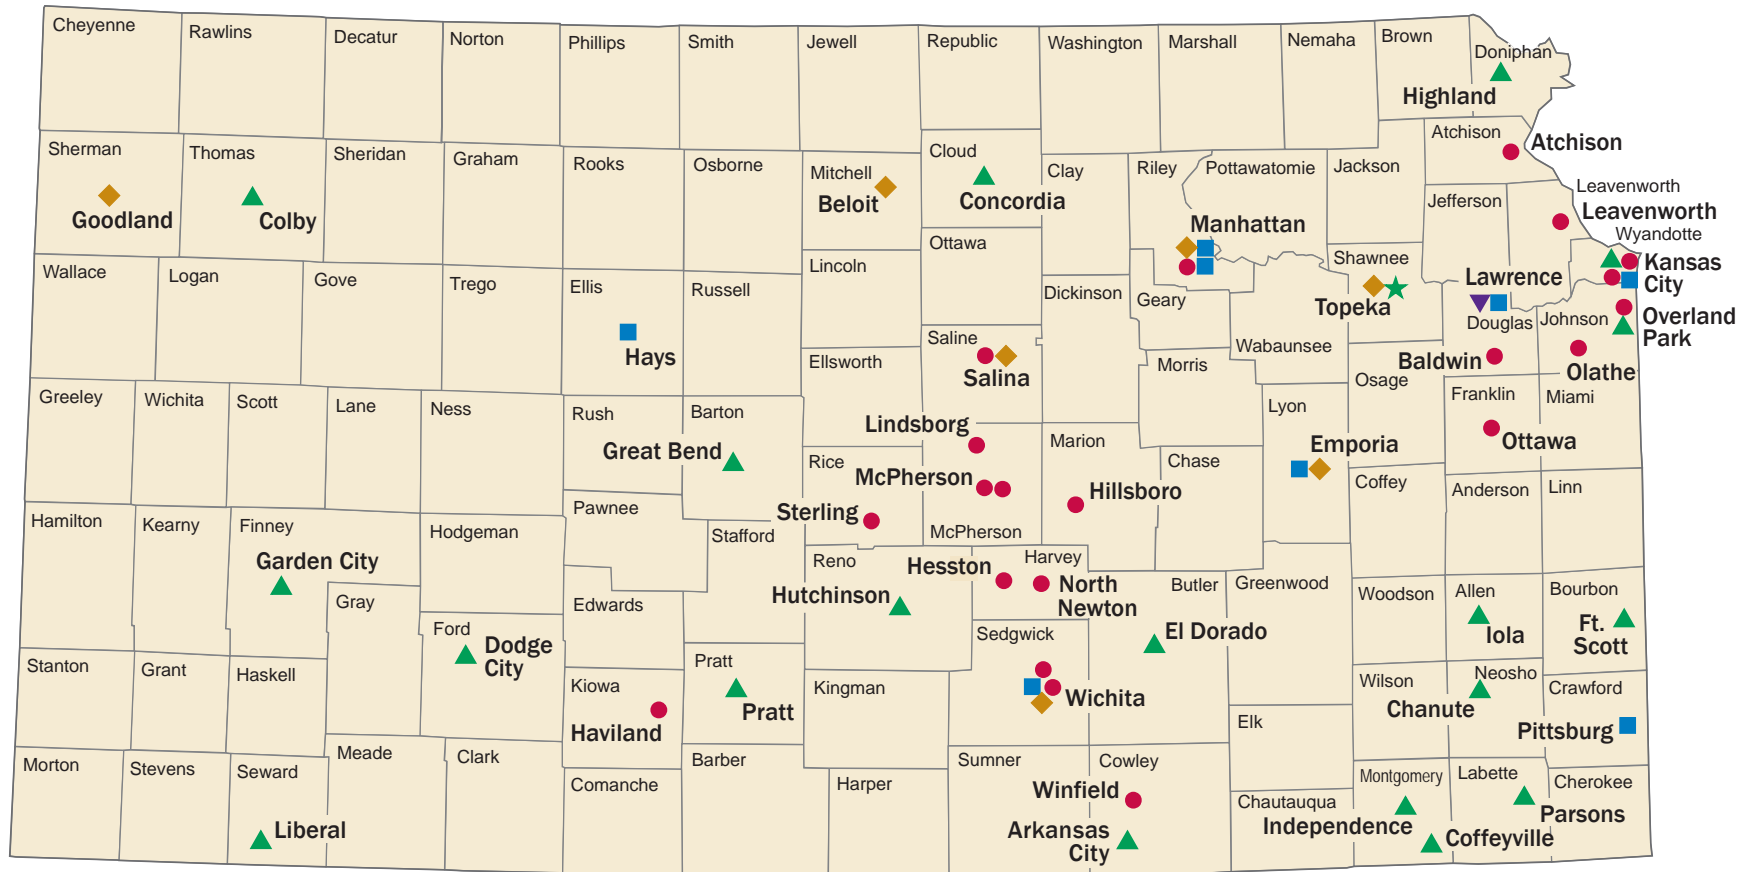 Cheyenne
Rawlins
Decatur
Norton
Phillips
Smith
Jewell
Republic
Washington
Marshall
Nemaha
Brown
Doniphan
Highland
Sherman
Goodland
Thomas
Colby
Sheridan
Graham
Rooks
Osborne
Mitchell
Beloit
Cloud
Concordia
Clay
Riley
Pottawatomie
Manhattan
Jackson
Atchison
Atchison
Jefferson
Leavenworth
Leavenworth
Wyandotte
Kansas
City
Wallace
Logan
Gove
Trego
Ellis
Hays
Russell
Lincoln
Ottawa
Saline
Salina
Dickinson
Geary
Shawnee
Topeka
Lawrence
Douglas
Baldwin
Johnson
Overland
Park
Olathe
Ellsworth
Morris
Wabaunsee
Osage
Greeley
Wichita
Scott
Lane
Ness
Rush
Barton
Great Bend
Rice
Sterling
Lindsborg
McPherson
McPherson
Marion
Hillsboro
Chase
Lyon
Emporia
Coffey
Franklin
Ottawa
Miami
Anderson
Linn
Hamilton
Kearny
Finney
Garden City
Hodgeman
Pawnee
Stafford
Reno
Hutchinson
Hesston
Harvey
North
Newton
Butler
El Dorado
Greenwood
Woodson
Allen
Iola
Bourbon
Ft.
Scott
Gray
Ford
Dodge
City
Edwards
Stanton
Grant
Haskell
Kiowa
Haviland
Pratt
Pratt
Kingman
Sedgwick
Wichita
Elk
Wilson
Neosho
Chanute
Crawford
Pittsburg
Morton
Stevens
Seward
Liberal
Meade
Clark
Comanche
Barber
Harper
Sumner
Cowley
Winfield
Arkansas
City
Chautauqua
Montgomery
Independence
Coffeyville
Labette
Parsons
Cherokee